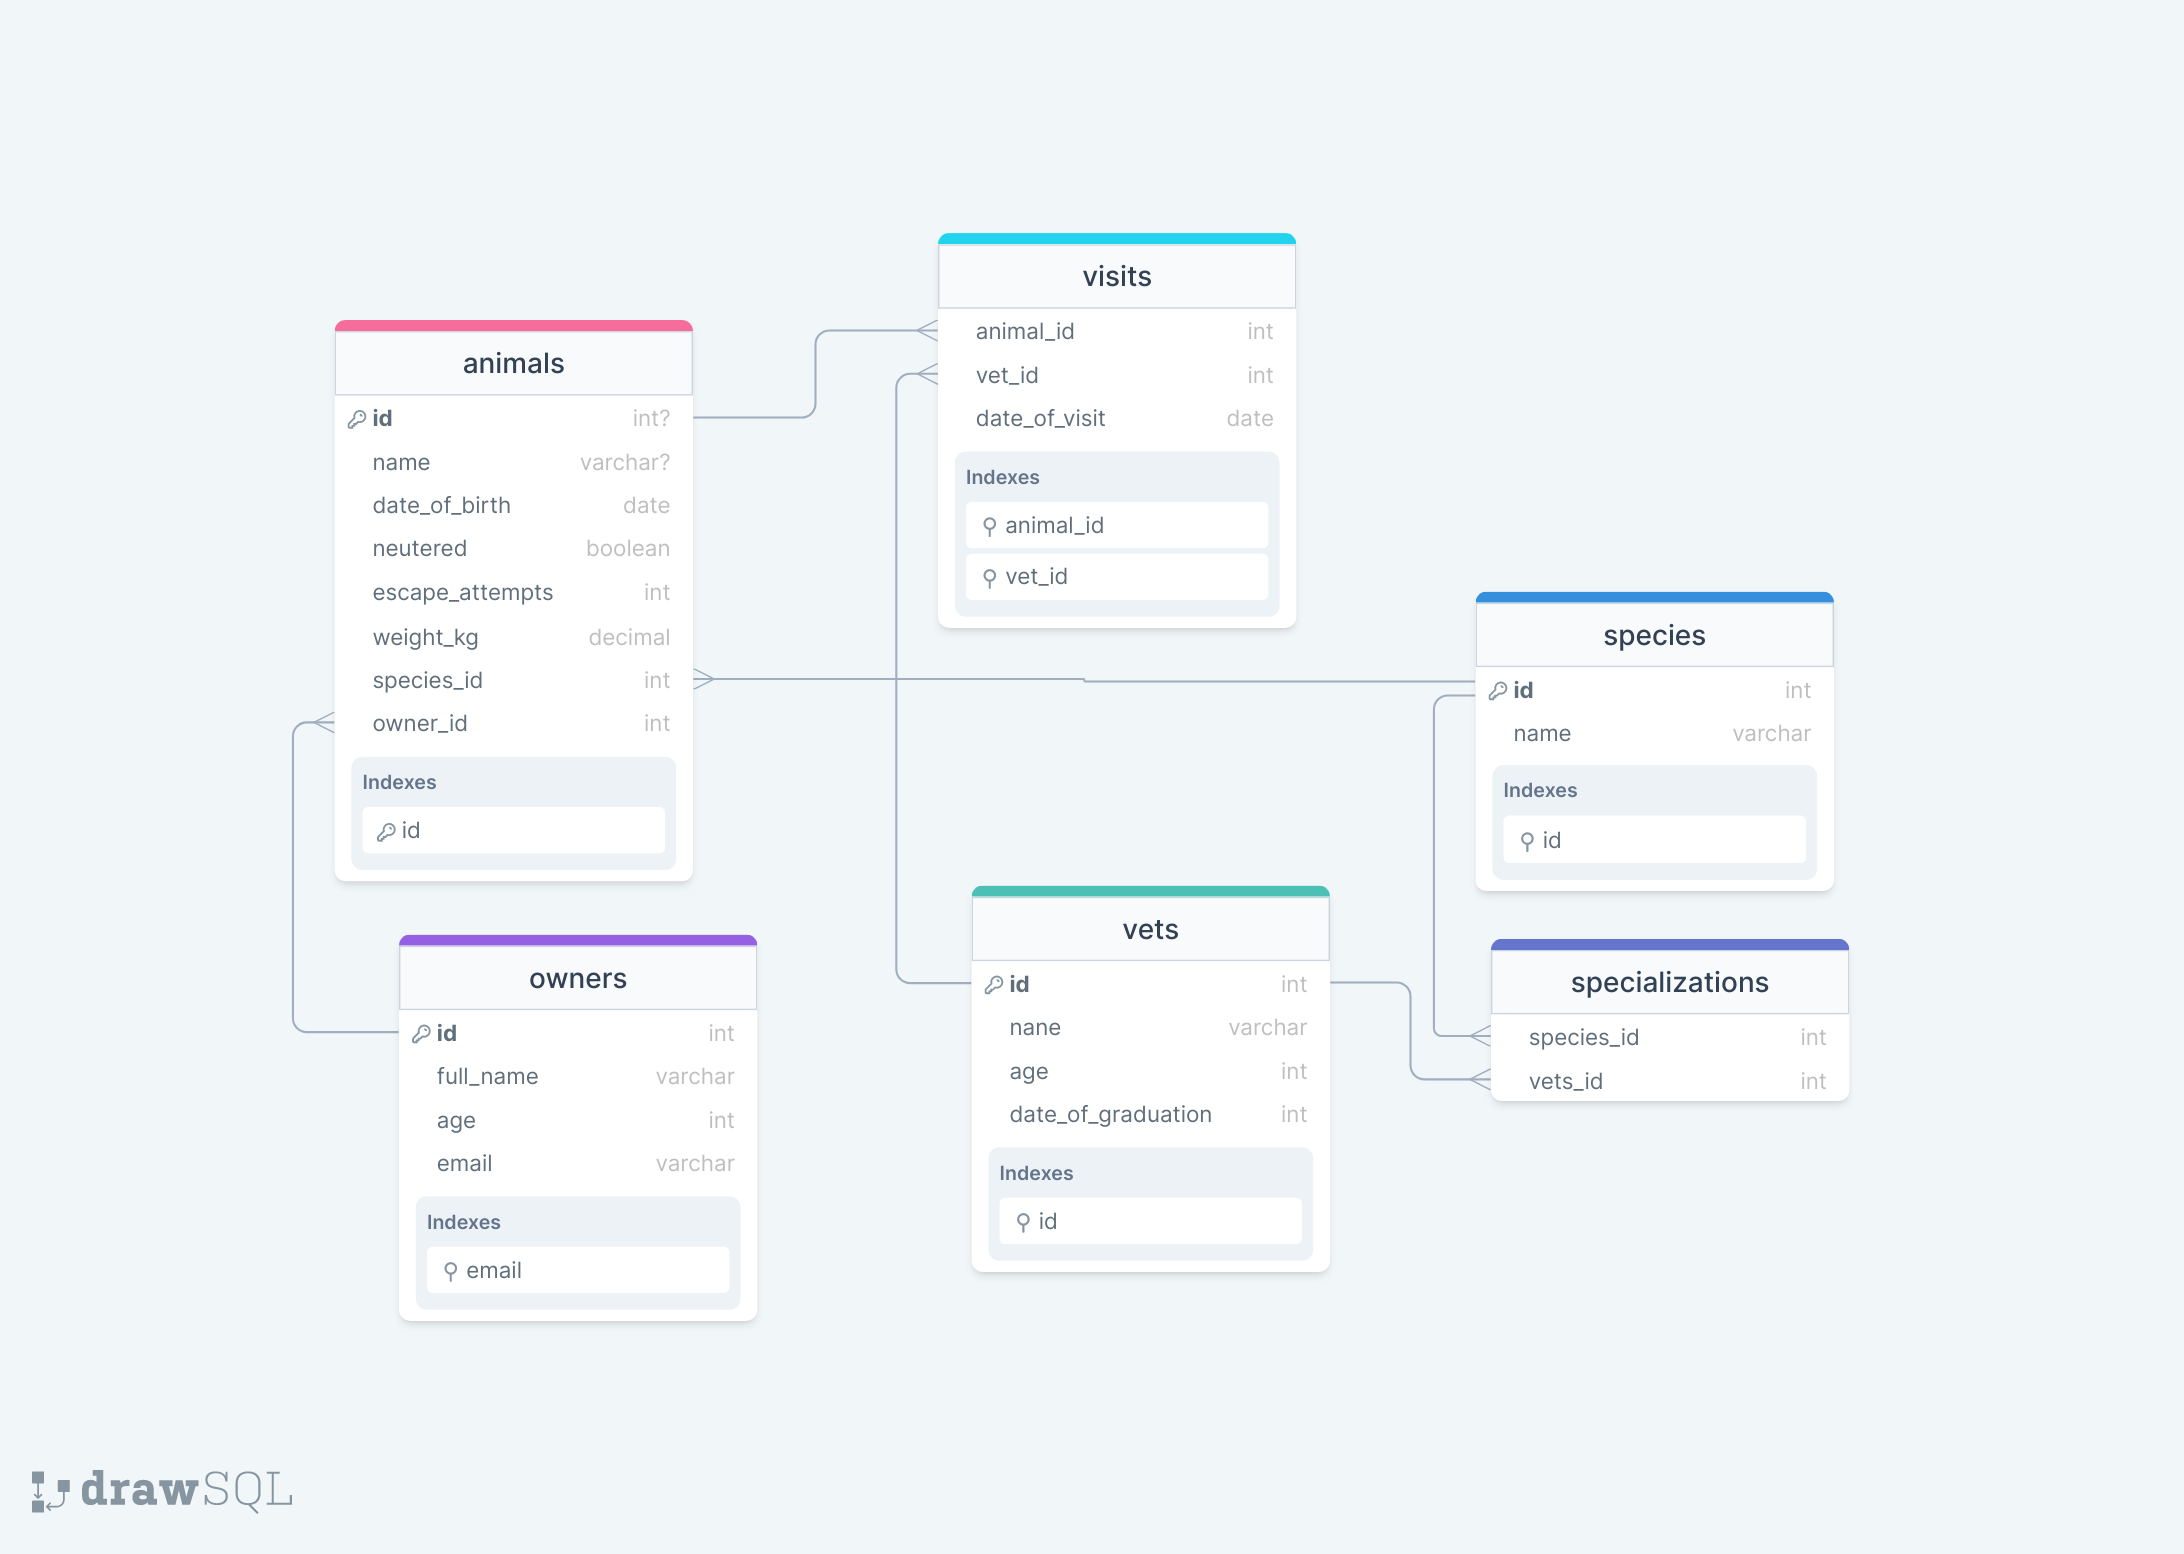 visits
animal_id int
vet_id int
date_of_visit date
Indexes
animal_id
vet_id
animals
id int?
name varchar?
date_of_birth date
neutered boolean
escape_attempts int
weight_kg decimal
species_id int
owner_id int
Indexes
id
species
id int
name varchar
Indexes
id
vets
id int
nane varchar
age int
date_of_graduation int
Indexes
id
owners
id int
full_name varchar
age int
email varchar
Indexes
email
specializations
species_id int
vets_id int
drawSQL